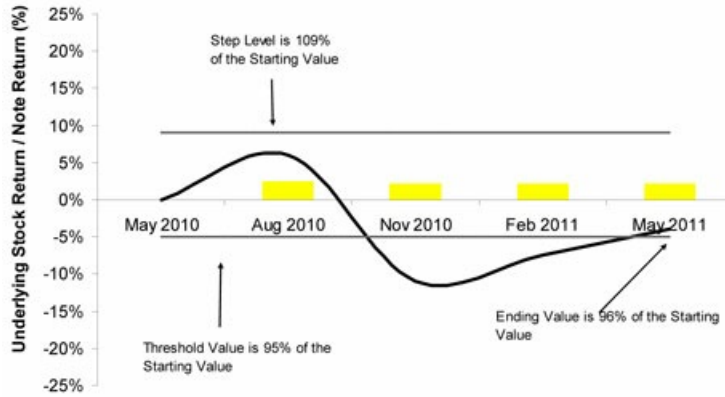 Underlying Stock Return / Note Return (%)
25%
20%
15%
10%
5%
0%
-5%
-10%
-15%
-20%
-25%
Step Level is 109%
of the Starting Value
May 2010
Aug 2010
Nov 2010
Feb 2011
May 2011
Threshold Value is 95% of the
Starting Value
Ending Value is 96% of the Starting
Value